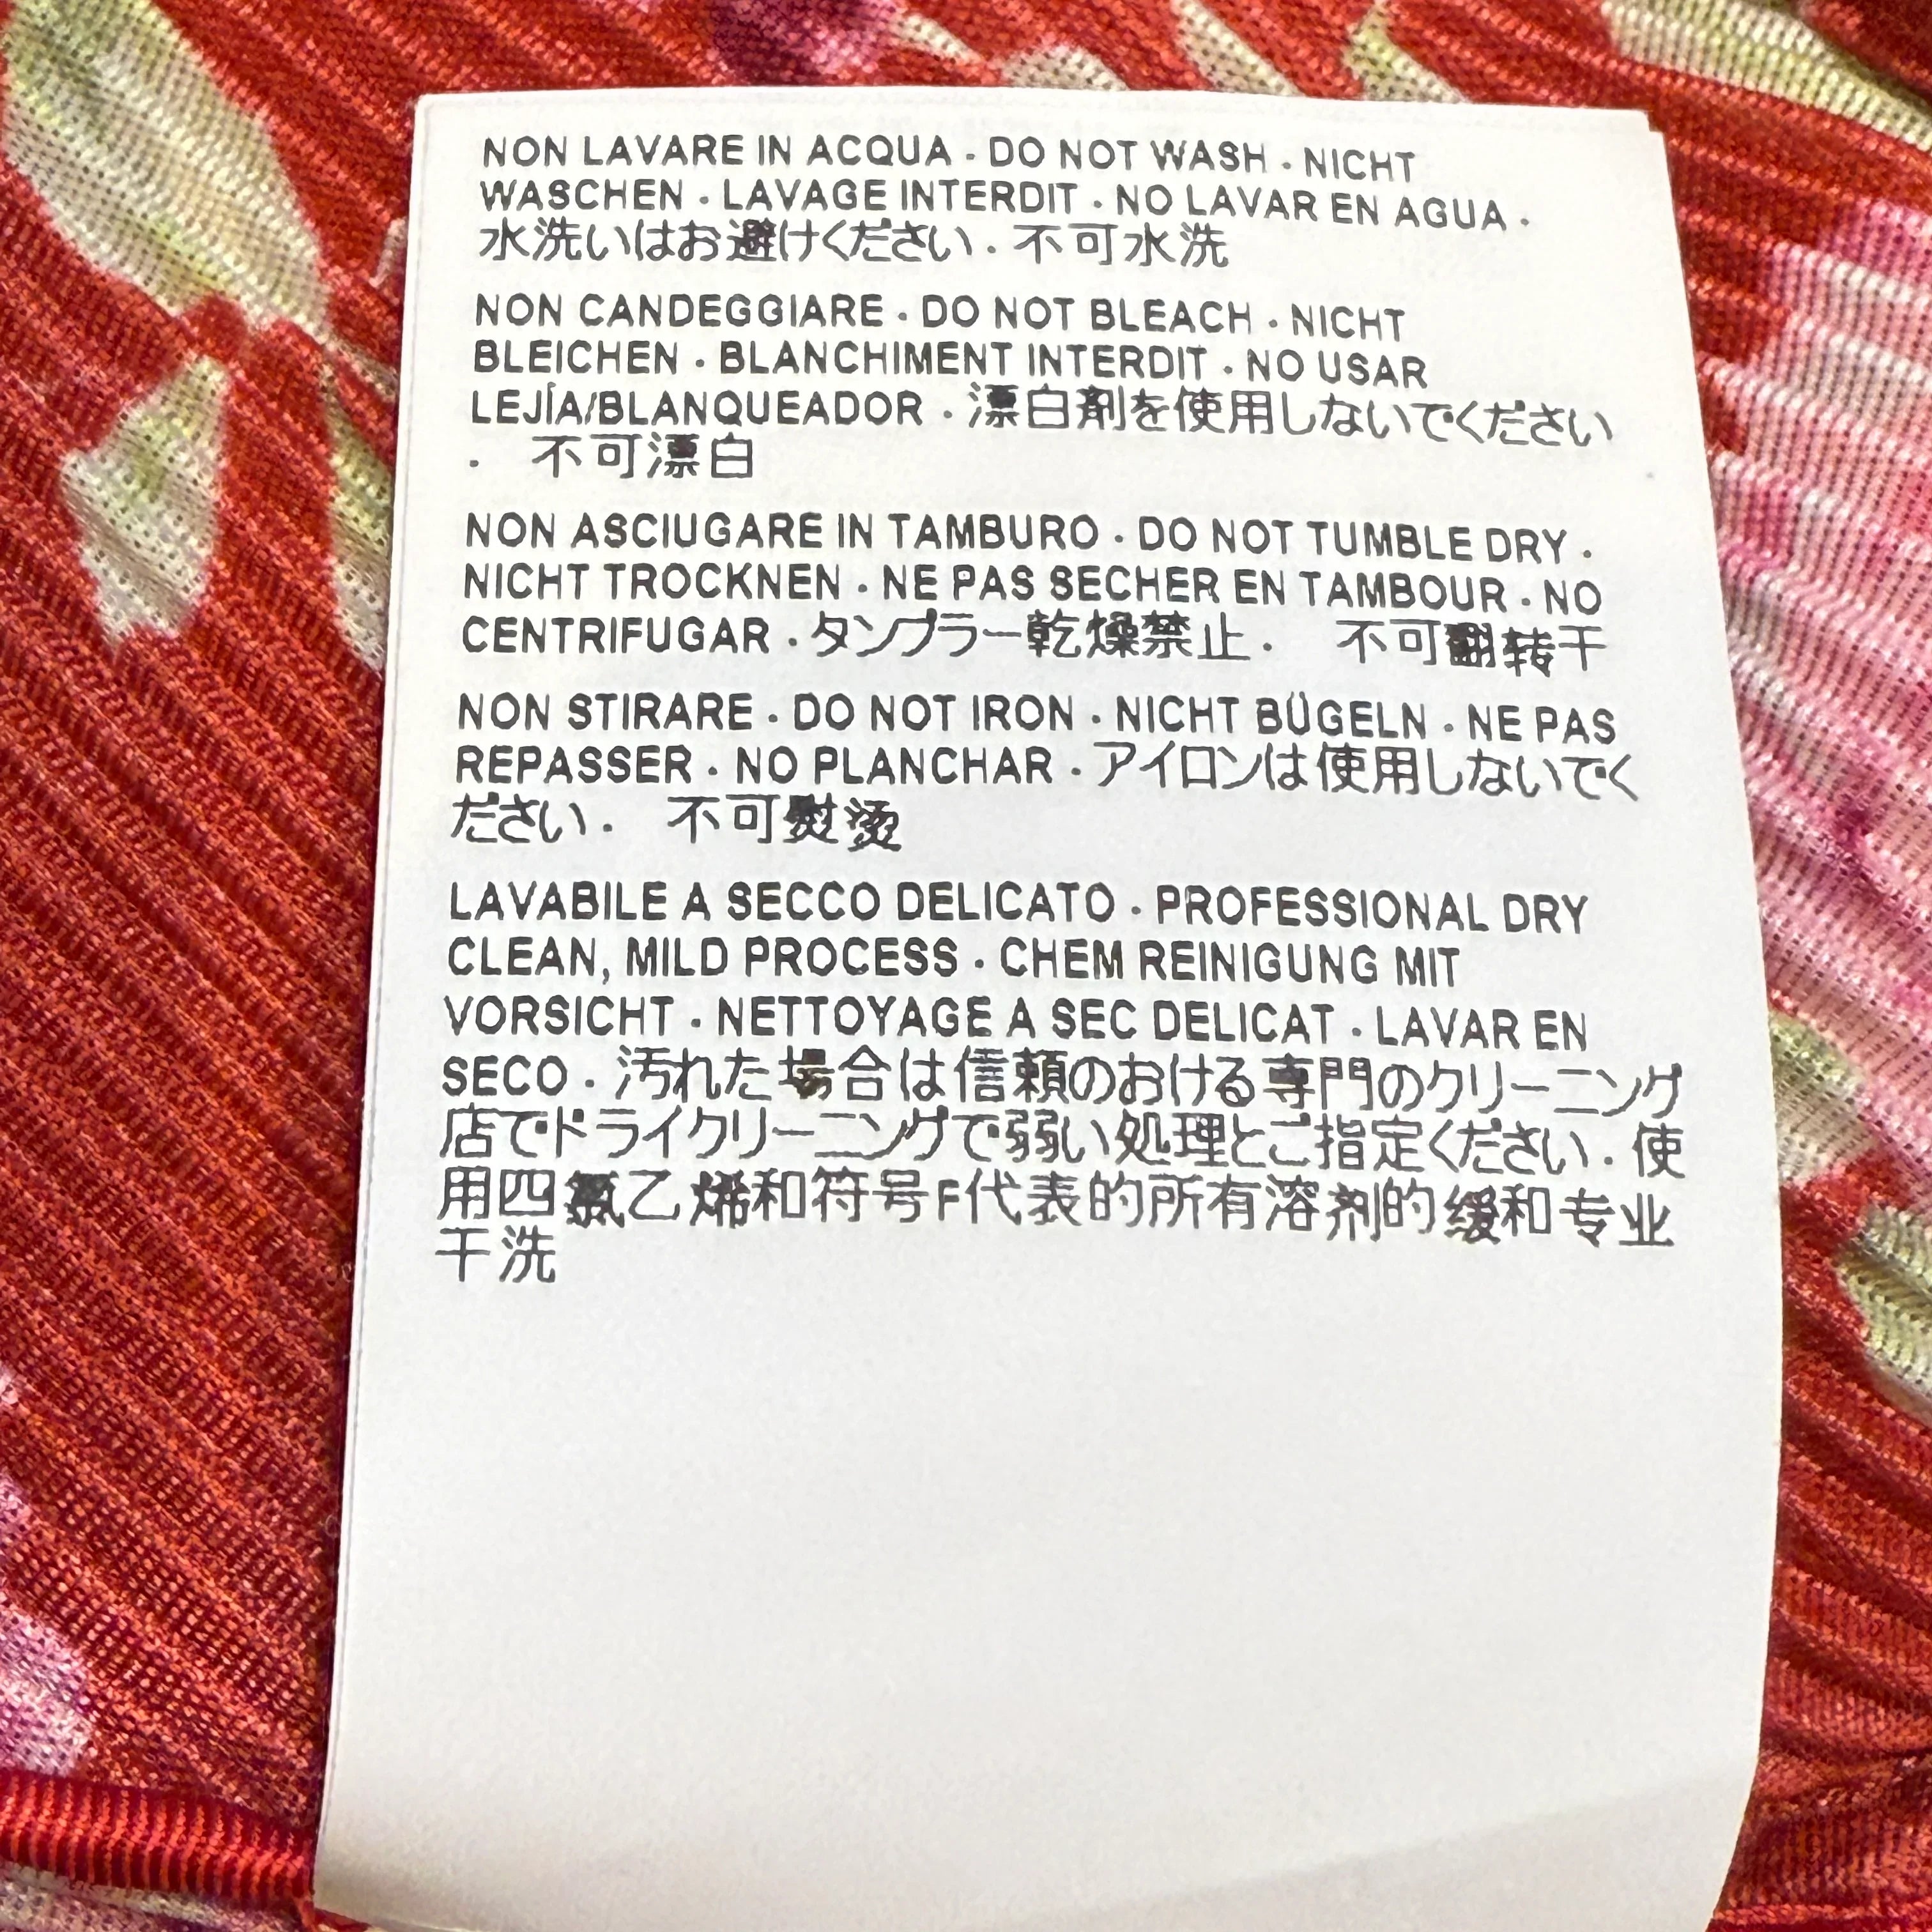 NON LAVARE IN ACQUA · DO NOT WASH · NICHT
WASCHEN · LAVAGE INTERDIT · NO LAVAR EN AGUA ·
水洗いはお避けください · 不可水洗
NON CANDEGGIARE · DO NOT BLEACH · NICHT
BLEICHEN · BLANCHIMENT INTERDIT · NO USAR
LEJÍA/BLANQUEADOR · 漂白剤を使用しないでください
· 不可漂白
NON ASCIUGARE IN TAMBURO · DO NOT TUMBLE DRY ·
NICHT TROCKNEN · NE PAS SECHER EN TAMBOUR · NO
CENTRIFUGAR · タンプラー乾燥禁止 · 不可翻转干
NON STIRARE · DO NOT IRON · NICHT BÜGELN · NE PAS
REPASSER · NO PLANCHAR · アイロンは使用しないでく
ださい · 不可熨烫
LAVABILE A SECCO DELICATO · PROFESSIONAL DRY
CLEAN, MILD PROCESS · CHEM REINIGUNG MIT
VORSICHT · NETTOYAGE A SEC DELICAT · LAVAR EN
SECO · 汚れた場合は信頼のおける専門のクリーニング
店でドライクリーニングで弱い処理とご指定ください · 使
用四氯乙烯和符号F代表的所有溶剂的缓和专业
干洗